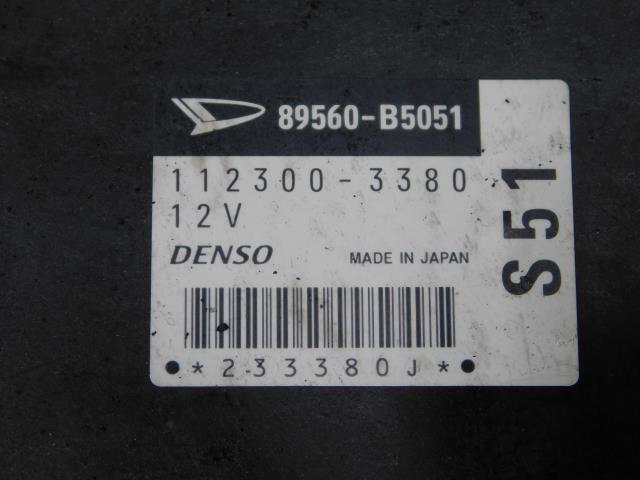 89560-B5051
112300-3380
12V
DENSO MADE IN JAPAN
*233380J*
S51